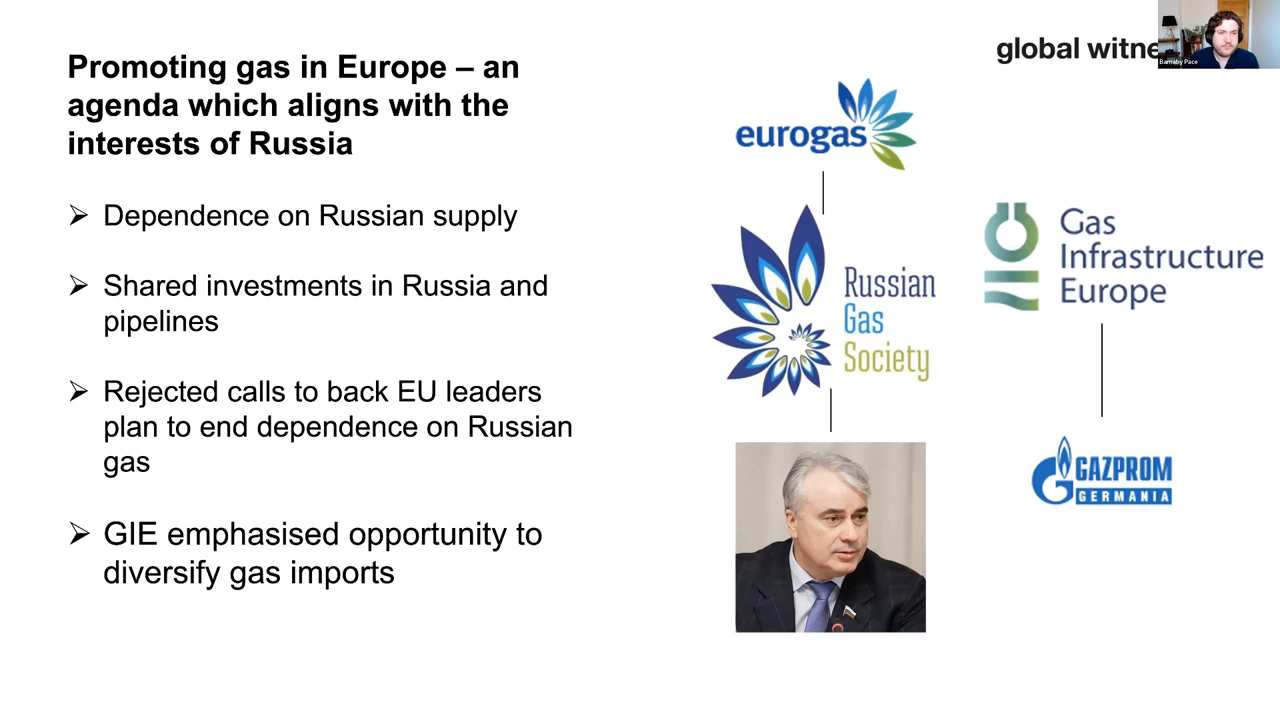 Promoting gas in Europe – an
agenda which aligns with the
interests of Russia
➢ Dependence on Russian supply
➢ Shared investments in Russia and
pipelines
➢ Rejected calls to back EU leaders
plan to end dependence on Russian
gas
➢ GIE emphasised opportunity to
diversify gas imports
global witne
Barnaby Pace
eurogas
Russian
Gas
Society
Gas
Infrastructure
Europe
GAZPROM
GERMANIA